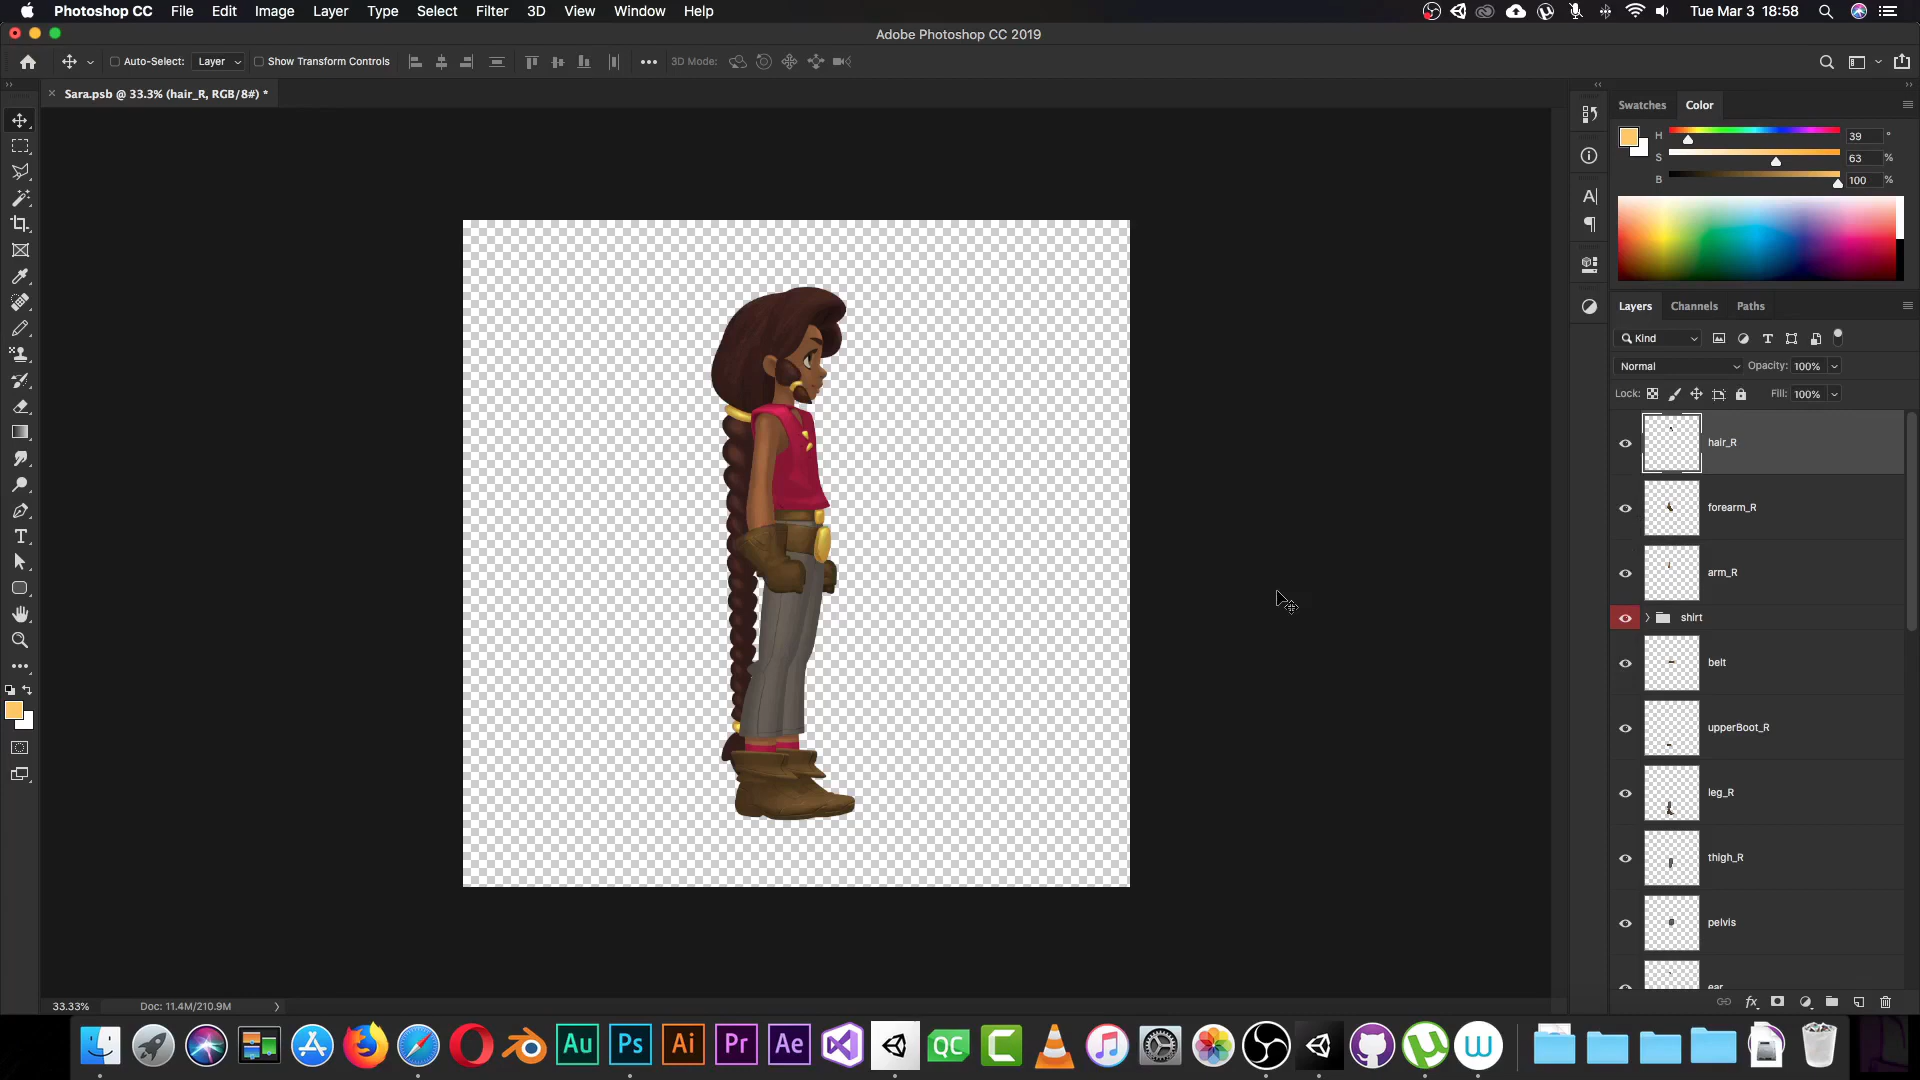 Photoshop CC File Edit Image Layer Type Select Filter 3D View Window Help Tue Mar 3 18:58
Adobe Photoshop CC 2019
Auto-Select: Layer Show Transform Controls 3D Mode:
Sara.psb @ 33.3% (hair_R, RGB/8#) *
Swatches Color
H 39 °
S 63 %
B 100 %
Layers Channels Paths
Kind
Normal Opacity: 100%
Lock: Fill: 100%
hair_R
forearm_R
arm_R
shirt
belt
upperBoot_R
leg_R
thigh_R
pelvis
ear
33.33% Doc: 11.4M/210.9M
Au Ps Ai Pr Ae QC C W